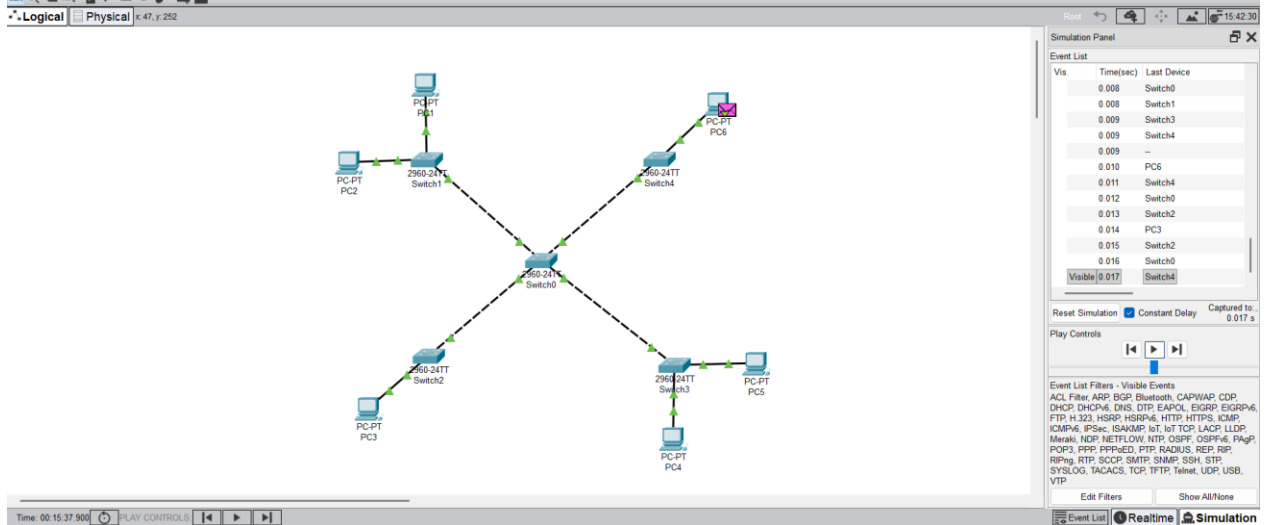 Logical Physical x: 47, y: 252 Root 15:42:30
Simulation Panel
Event List
Vis. Time(sec) Last Device
0.008 Switch0
0.008 Switch1
0.009 Switch3
0.009 Switch4
0.009 --
0.010 PC6
0.011 Switch4
0.012 Switch0
0.013 Switch2
0.014 PC3
0.015 Switch2
0.016 Switch0
Visible 0.017 Switch4
Reset Simulation Constant Delay Captured to:
0.017 s
Play Controls
Event List Filters - Visible Events
ACL Filter, ARP, BGP, Bluetooth, CAPWAP, CDP,
DHCP, DHCPv6, DNS, DTP, EAPOL, EIGRP, EIGRPv6,
FTP, H.323, HSRP, HSRPv6, HTTP, HTTPS, ICMP,
ICMPv6, IPSec, ISAKMP, IoT, IoT TCP, LACP, LLDP,
Meraki, NDP, NETFLOW, NTP, OSPF, OSPFv6, PAgP,
POP3, PPP, PPPoED, PTP, RADIUS, REP, RIP,
RIPng, RTP, SCCP, SMTP, SNMP, SSH, STP,
SYSLOG, TACACS, TCP, TFTP, Telnet, UDP, USB,
VTP
Edit Filters Show All/None
PC-PT
PC1
PC-PT
PC6
2960-24TT
Switch1
PC-PT
PC2
2960-24TT
Switch4
2960-24TT
Switch0
2960-24TT
Switch2
PC-PT
PC3
2960-24TT
Switch3
PC-PT
PC5
PC-PT
PC4
Time: 00:15:37.900 PLAY CONTROLS: Event List Realtime Simulation